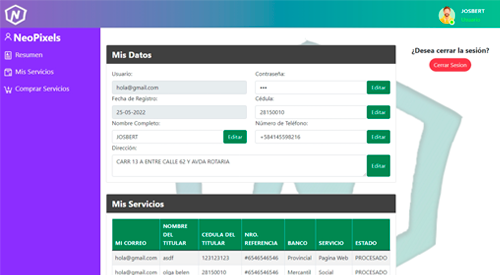 JOSBERT
NeoPixels
Resumen
Mis Servicios
Comprar Servicios
¿Desea cerrar la sesión?
Cerrar Sesion
Mis Datos
Usuario:
Contraseña:
hola@gmail.com
•••
Editar
Fecha de Registro:
Cédula:
25-05-2022
28150010
Editar
Nombre Completo:
Número de Teléfono:
JOSBERT
Editar
+584145598216
Editar
Dirección:
CARR 13 A ENTRE CALLE 62 Y AVDA ROTARIA
Editar
Mis Servicios
MI CORREO NOMBRE DEL TITULAR CEDULA DEL TITULAR NRO. REFERENCIA BANCO SERVICIO ESTADO
hola@gmail.com asdf 123123123 #6546546546 Provincial Pagina Web PROCESADO
hola@gmail.com olga belen 28150010 #6546546546 Mercantil Social PROCESADO